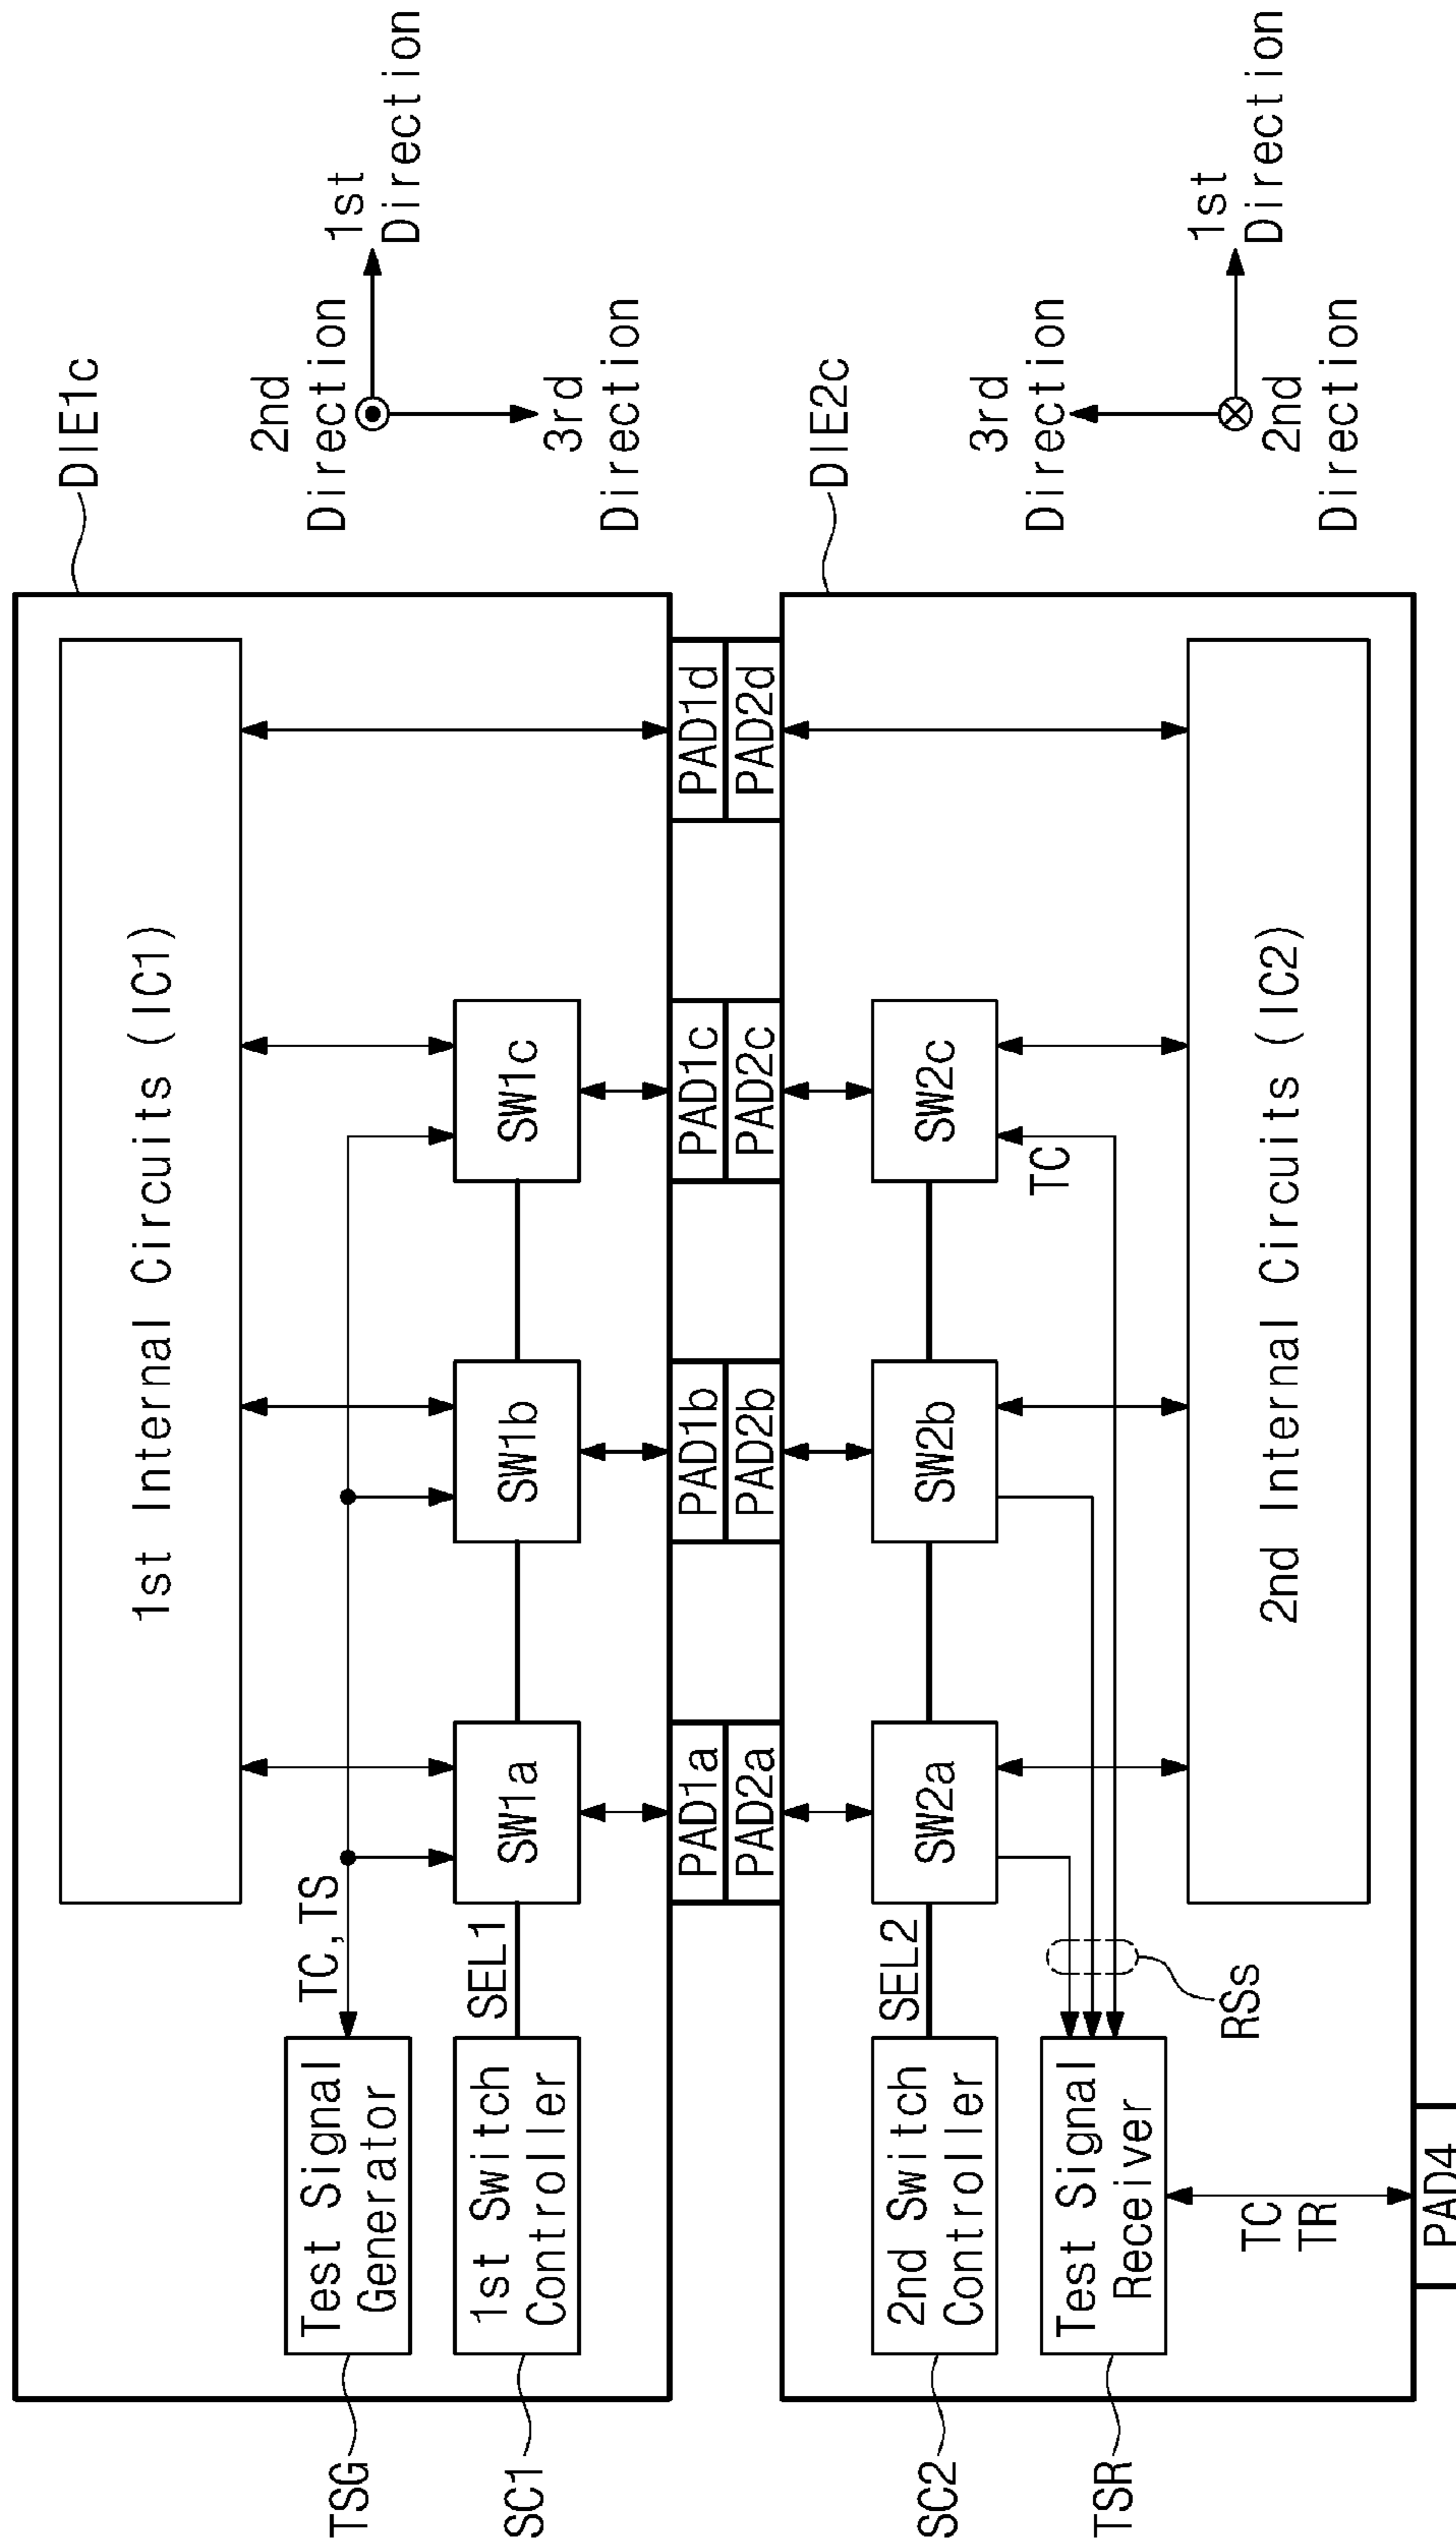 DIE1c
1st Internal Circuits (IC1)
2nd
Direction
1st
Direction
3rd
Direction
TSG
Test Signal
Generator
TC,TS
SC1
1st Switch
Controller
SEL1
SW1a
SW1b
SW1c
PAD1a
PAD1b
PAD1c
PAD1d
PAD2a
PAD2b
PAD2c
PAD2d
DIE2c
3rd
Direction
1st
Direction
2nd
Direction
SC2
2nd Switch
Controller
SEL2
SW2a
SW2b
SW2c
TC
TSR
Test Signal
Receiver
RSs
2nd Internal Circuits (IC2)
TC
TR
PAD4